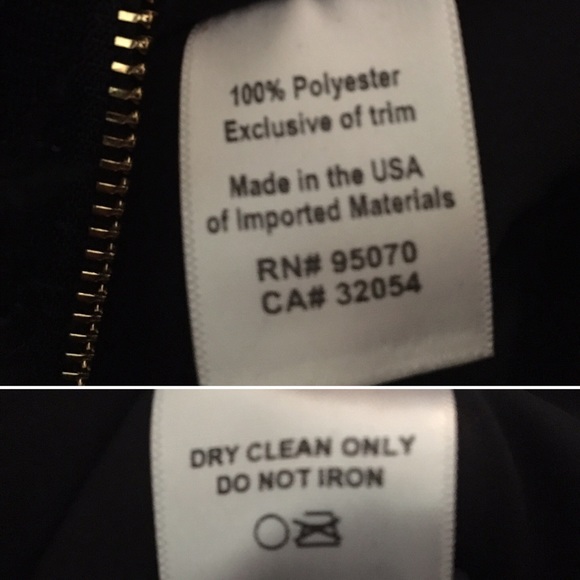 100% Polyester
Exclusive of trim
Made in the USA
of Imported Materials
RN# 95070
CA# 32054
DRY CLEAN ONLY
DO NOT IRON